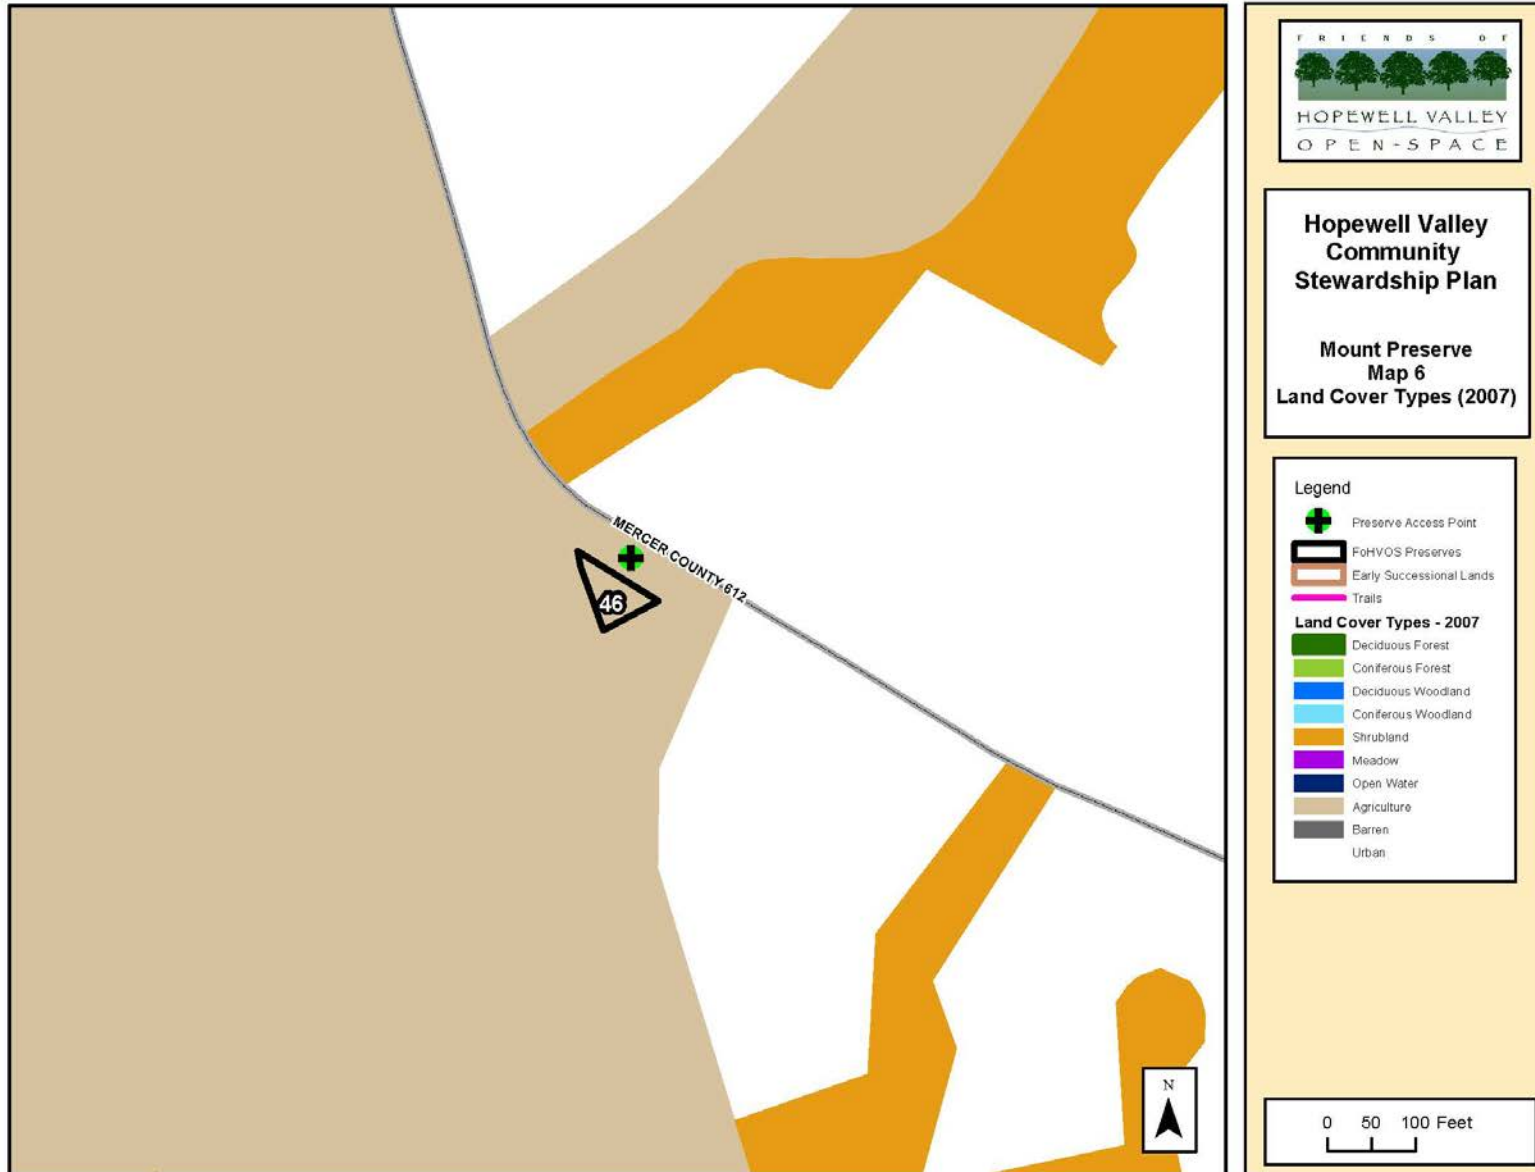 MERCER COUNTY 612
46
N
FRIENDS OF
HOPEWELL VALLEY
OPEN-SPACE
Hopewell Valley
Community
Stewardship Plan
Mount Preserve
Map 6
Land Cover Types (2007)
Legend
Preserve Access Point
FoHVOS Preserves
Early Successional Lands
Trails
Land Cover Types - 2007
Deciduous Forest
Coniferous Forest
Deciduous Woodland
Coniferous Woodland
Shrubland
Meadow
Open Water
Agriculture
Barren
Urban
0 50 100 Feet